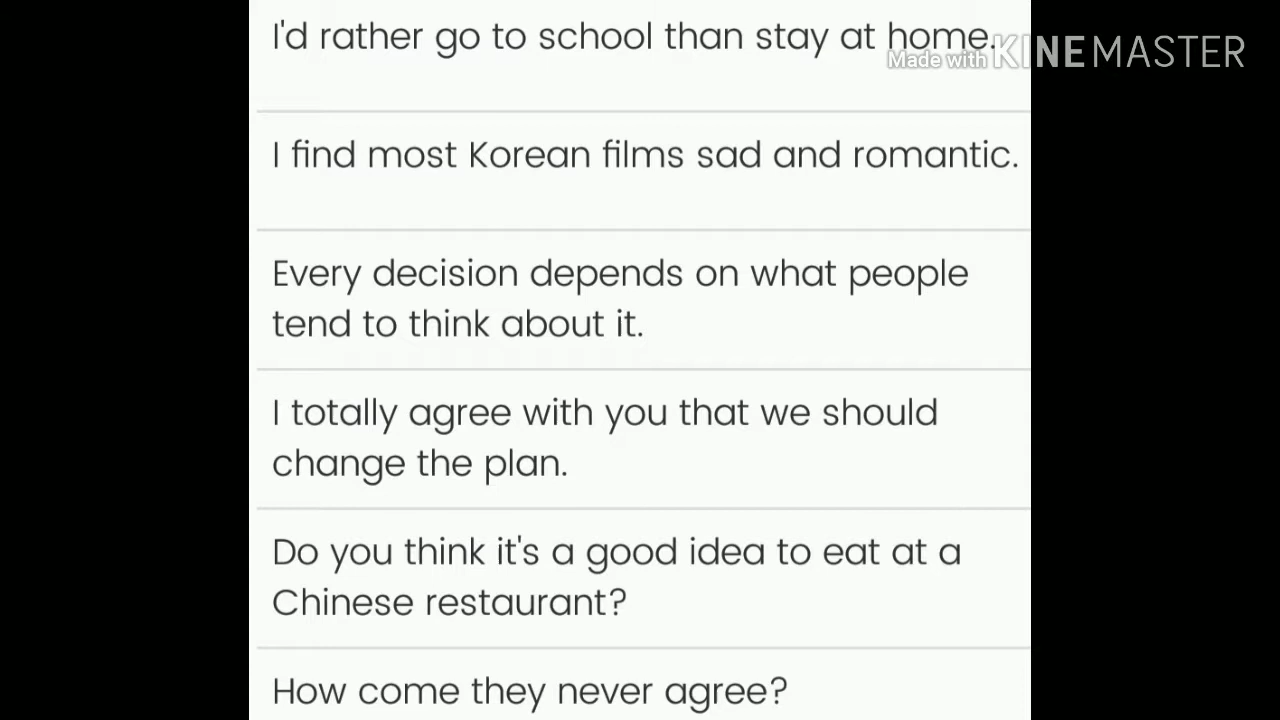 I'd rather go to school than stay at home.
Made with KINEMASTER
I find most Korean films sad and romantic.
Every decision depends on what people
tend to think about it.
I totally agree with you that we should
change the plan.
Do you think it's a good idea to eat at a
Chinese restaurant?
How come they never agree?